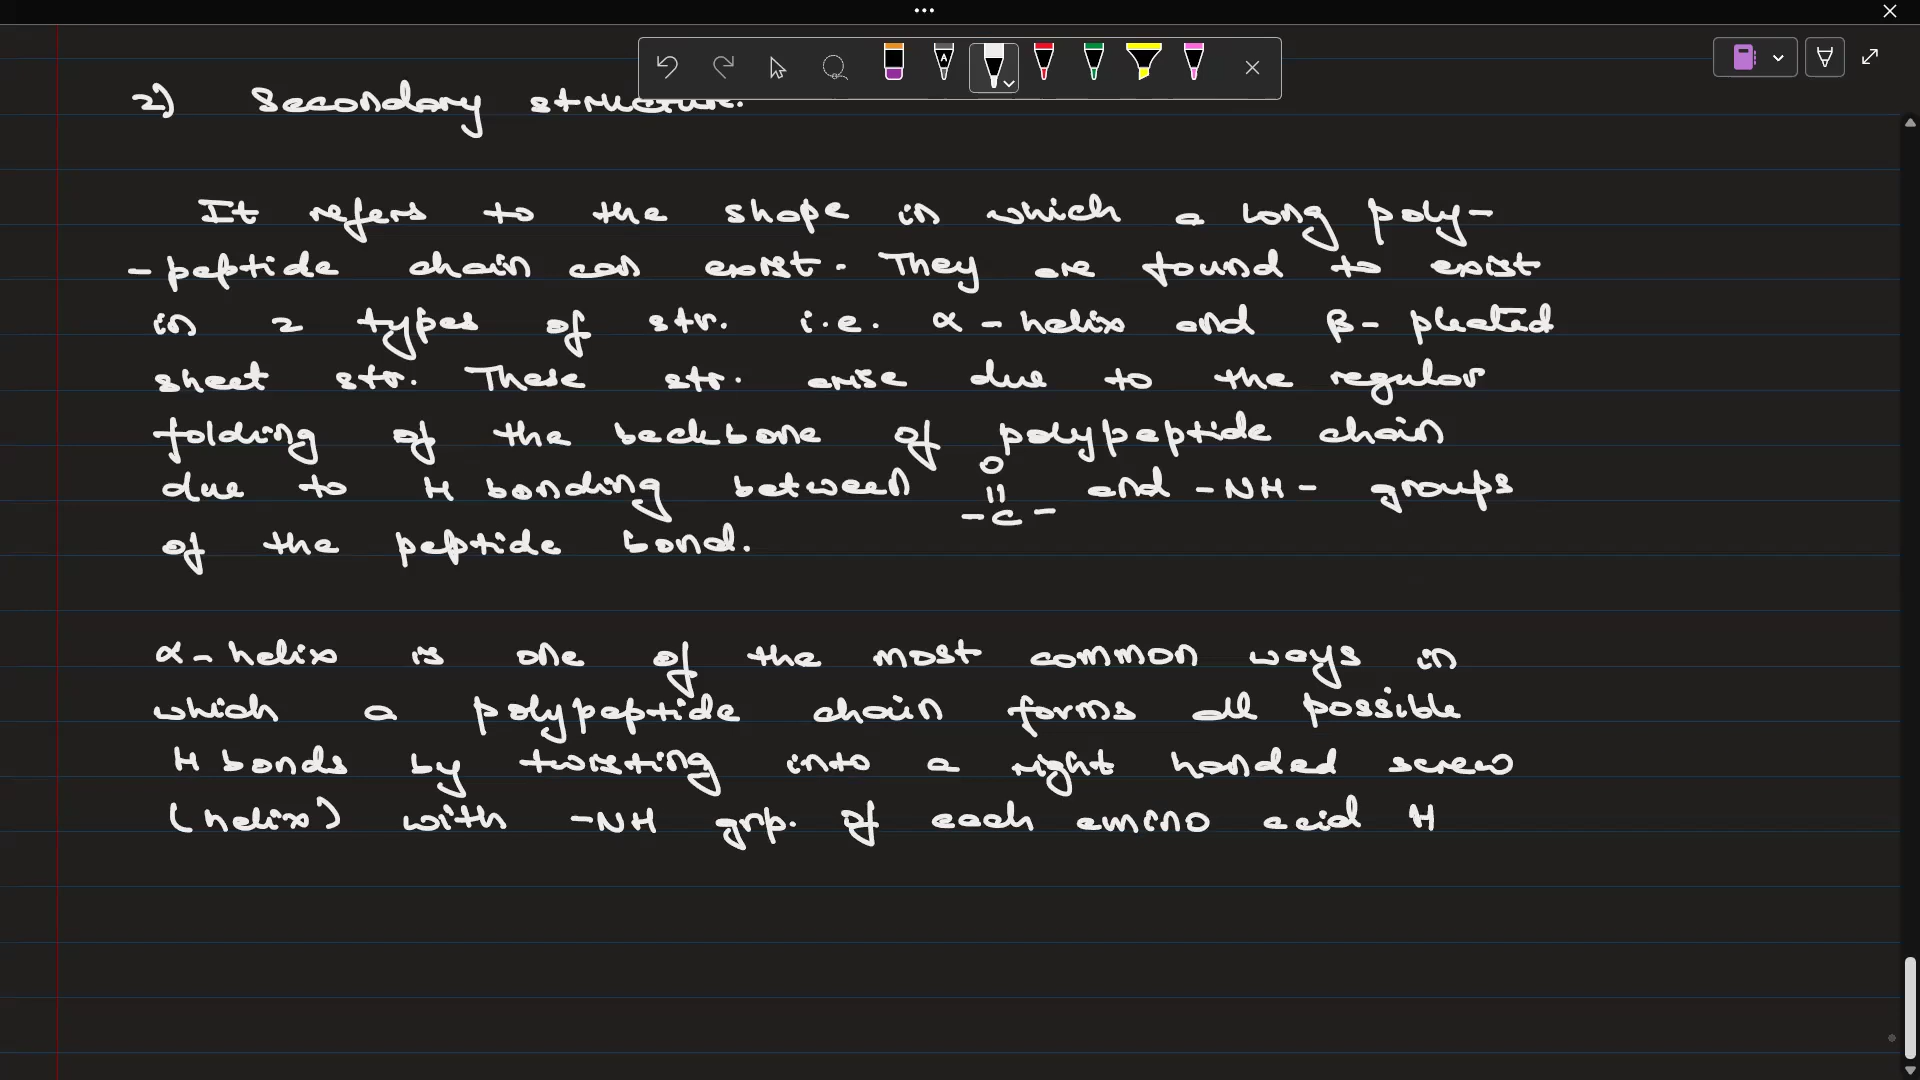 2) Secondary structure.
It refers to the shape in which a long poly-
-peptide chain can exist. They are found to exist
in 2 types of str. i.e. α-helix and β-pleated
sheet str. These str. arise due to the regular
folding of the backbone of polypeptide chain
due to H bonding between -C(=O)- and -NH- groups
of the peptide bond.
α-helix is one of the most common ways in
which a polypeptide chain forms all possible
H bonds by twisting into a right handed screw
(helix) with -NH grp. of each amino acid H